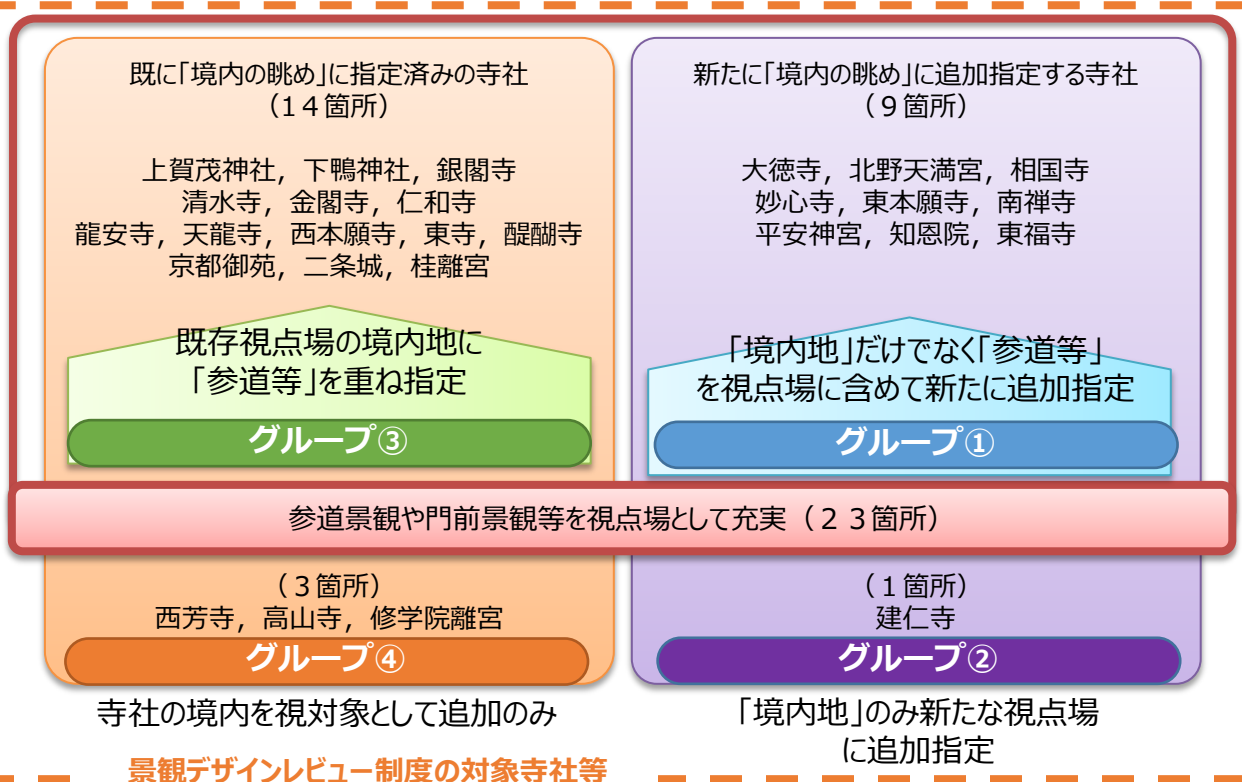 既に「境内の眺め」に指定済みの寺社
（１４箇所）
上賀茂神社，下鴨神社，銀閣寺
清水寺，金閣寺，仁和寺
龍安寺，天龍寺，西本願寺，東寺，醍醐寺
京都御苑，二条城，桂離宮
既存視点場の境内地に
「参道等」を重ね指定
グループ③
新たに「境内の眺め」に追加指定する寺社
（９箇所）
大徳寺，北野天満宮，相国寺
妙心寺，東本願寺，南禅寺
平安神宮，知恩院，東福寺
「境内地」だけでなく「参道等」
を視点場に含めて新たに追加指定
グループ①
参道景観や門前景観等を視点場として充実（２３箇所）
（３箇所）
西芳寺，高山寺，修学院離宮
グループ④
寺社の境内を視対象として追加のみ
（１箇所）
建仁寺
グループ②
「境内地」のみ新たな視点場
に追加指定
景観デザインレビュー制度の対象寺社等